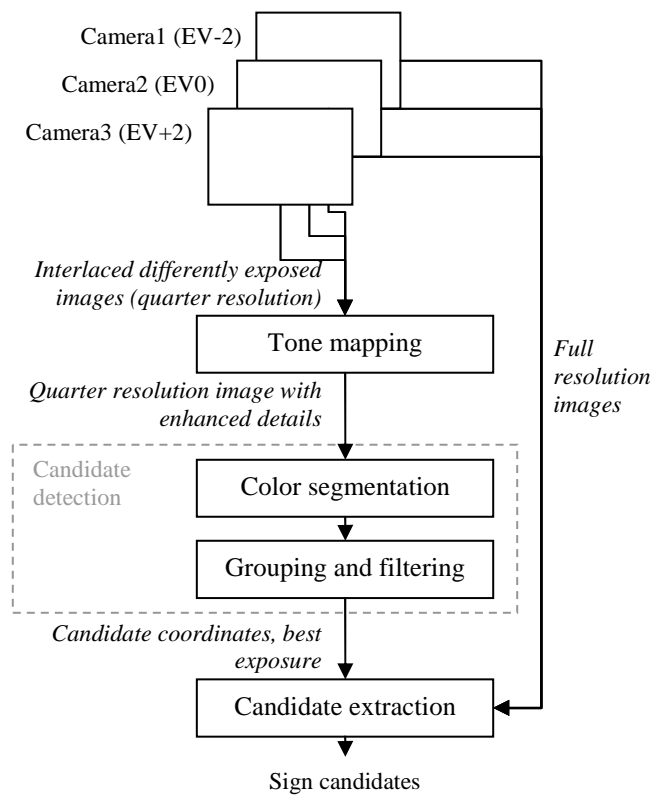 Camera1 (EV-2)
Camera2 (EV0)
Camera3 (EV+2)
Interlaced differently exposed
images (quarter resolution)
Tone mapping
Full
resolution
images
Quarter resolution image with
enhanced details
Candidate
detection
Color segmentation
Grouping and filtering
Candidate coordinates, best
exposure
Candidate extraction
Sign candidates